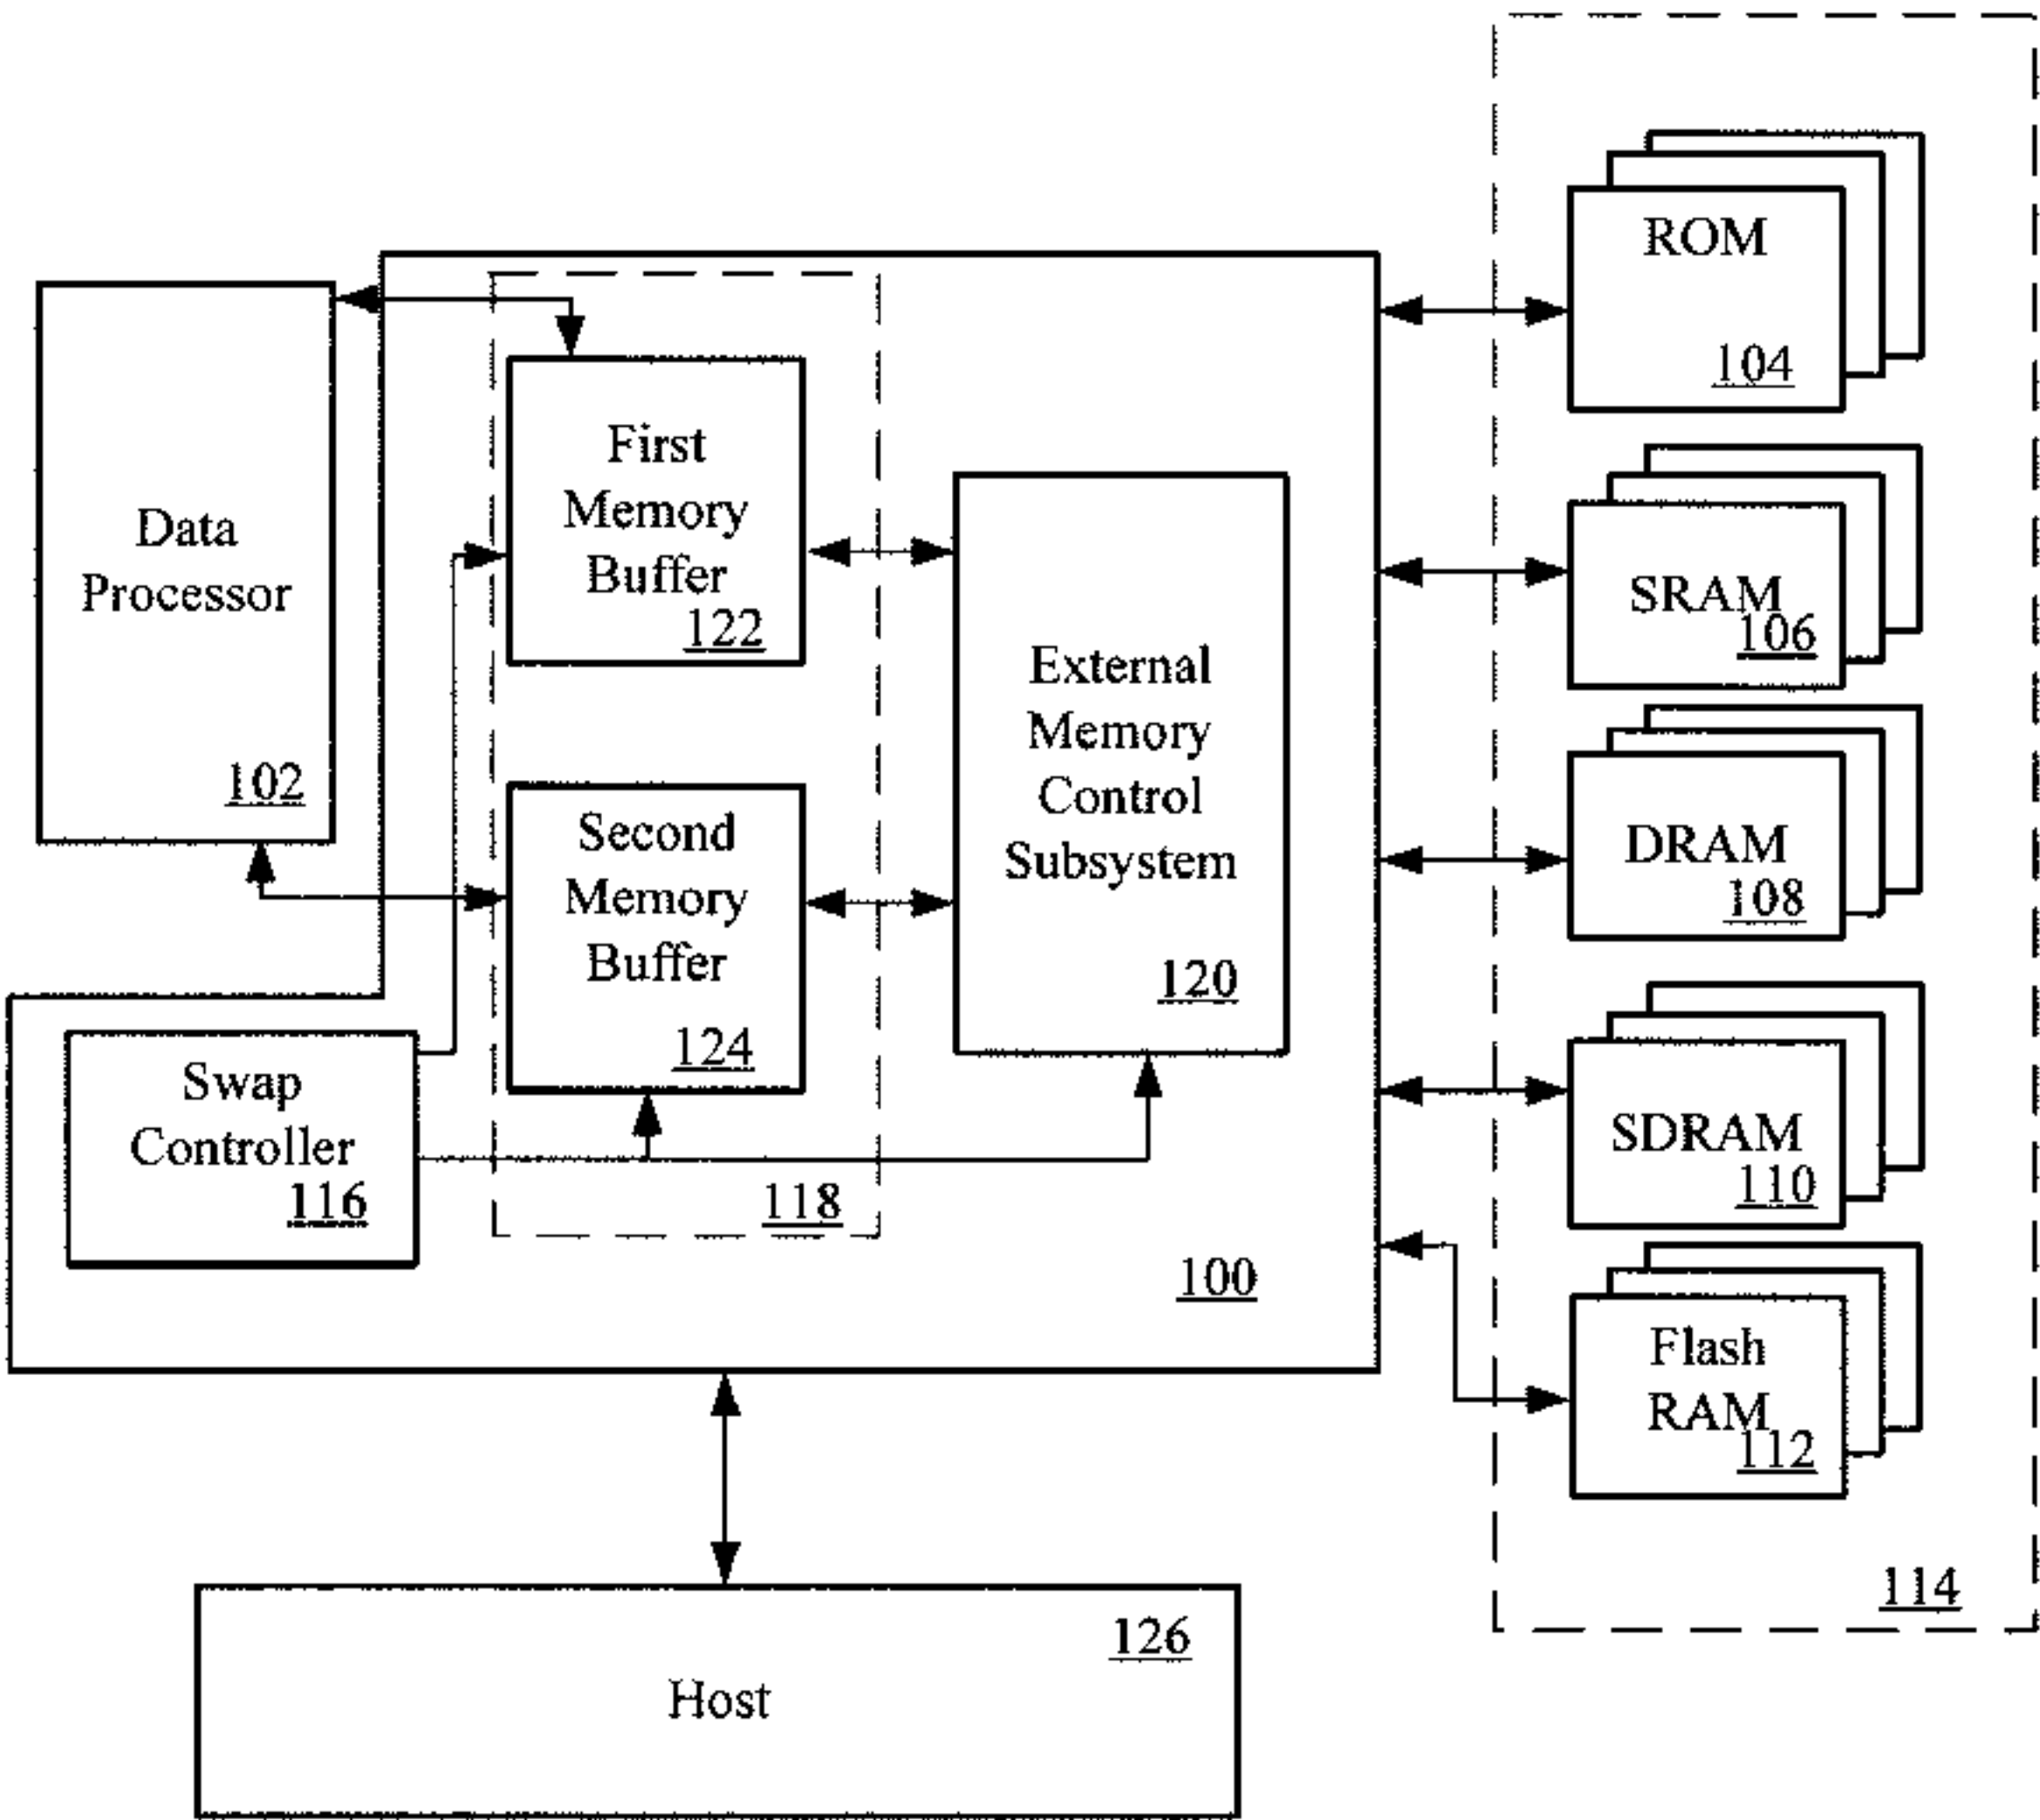 Data
Processor
102
First
Memory
Buffer
122
Second
Memory
Buffer
124
External
Memory
Control
Subsystem
120
Swap
Controller
116
118
100
ROM
104
SRAM
106
DRAM
108
SDRAM
110
Flash
RAM
112
114
126
Host